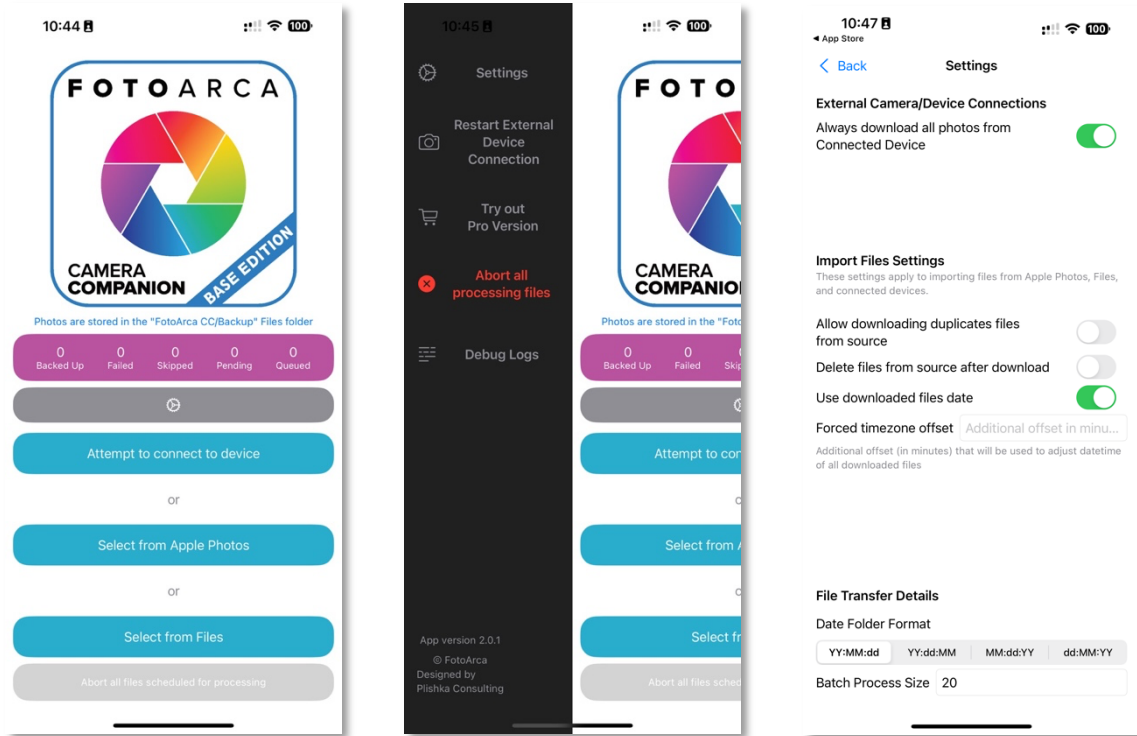 10:44
100
FOTOARCA
CAMERA
COMPANION
BASE EDITION
Photos are stored in the "FotoArca CC/Backup" Files folder
0 0 0 0 0
Backed Up Failed Skipped Pending Queued
Attempt to connect to device
or
Select from Apple Photos
or
Select from Files
Abort all files scheduled for processing
10:45
100
Settings
Restart External
Device
Connection
Try out
Pro Version
Abort all
processing files
Debug Logs
App version 2.0.1
© FotoArca
Designed by
Plishka Consulting
FOTO
CAMERA
COMPANIO
Photos are stored in the "Foto
0 0 0
Backed Up Failed Skip
Attempt to con
o
Select from A
o
Select fr
Abort all files sched
10:47
100
App Store
Back
Settings
External Camera/Device Connections
Always download all photos from
Connected Device
Import Files Settings
These settings apply to importing files from Apple Photos, Files,
and connected devices.
Allow downloading duplicates files
from source
Delete files from source after download
Use downloaded files date
Forced timezone offset Additional offset in minu...
Additional offset (in minutes) that will be used to adjust datetime
of all downloaded files
File Transfer Details
Date Folder Format
YY:MM:dd YY:dd:MM MM:dd:YY dd:MM:YY
Batch Process Size 20